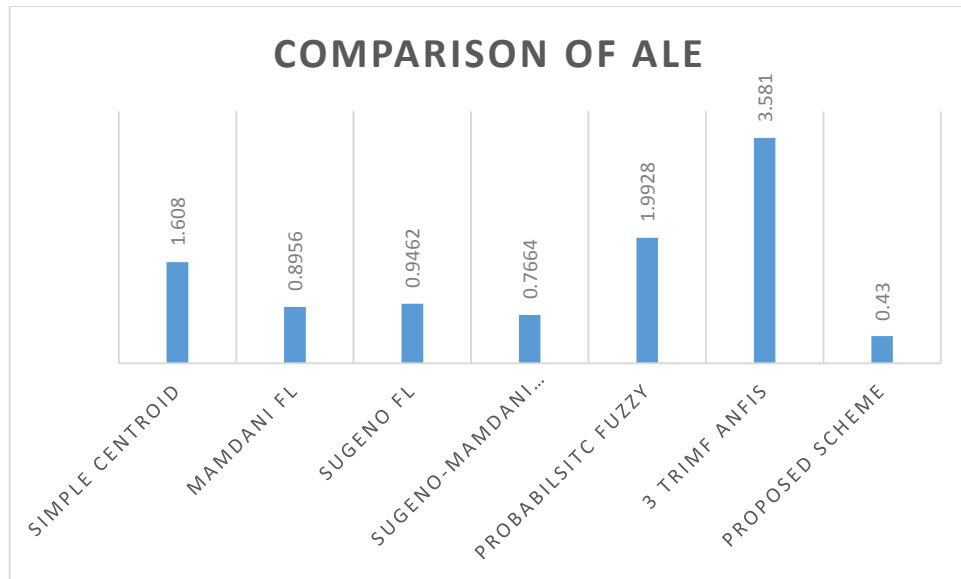 COMPARISON OF ALE
1.608
0.8956
0.9462
0.7664
1.9928
3.581
0.43
SIMPLE CENTROID
MAMDANI FL
SUGENO FL
SUGENO-MAMDANI...
PROBABILSITC FUZZY
3 TRIMF ANFIS
PROPOSED SCHEME